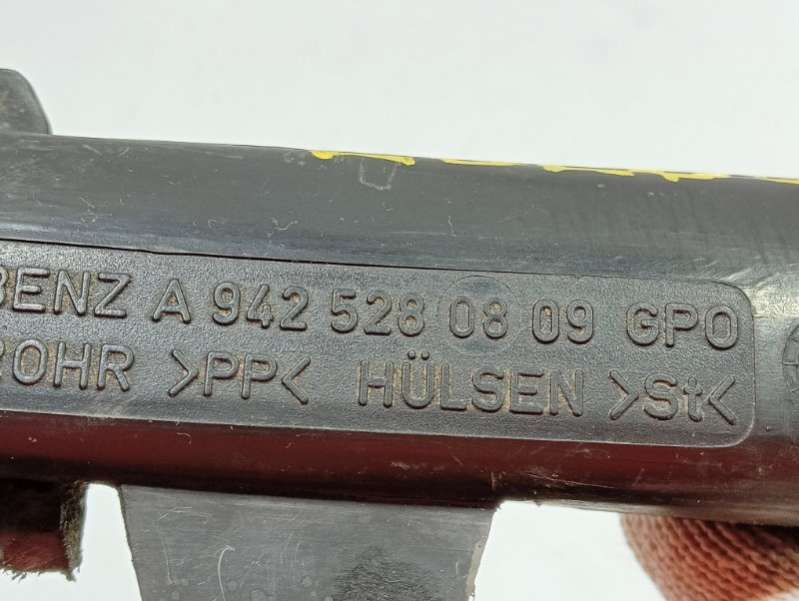 BENZ A 942 528 08 09 GPO
ROHR >PP< HÜLSEN >St<